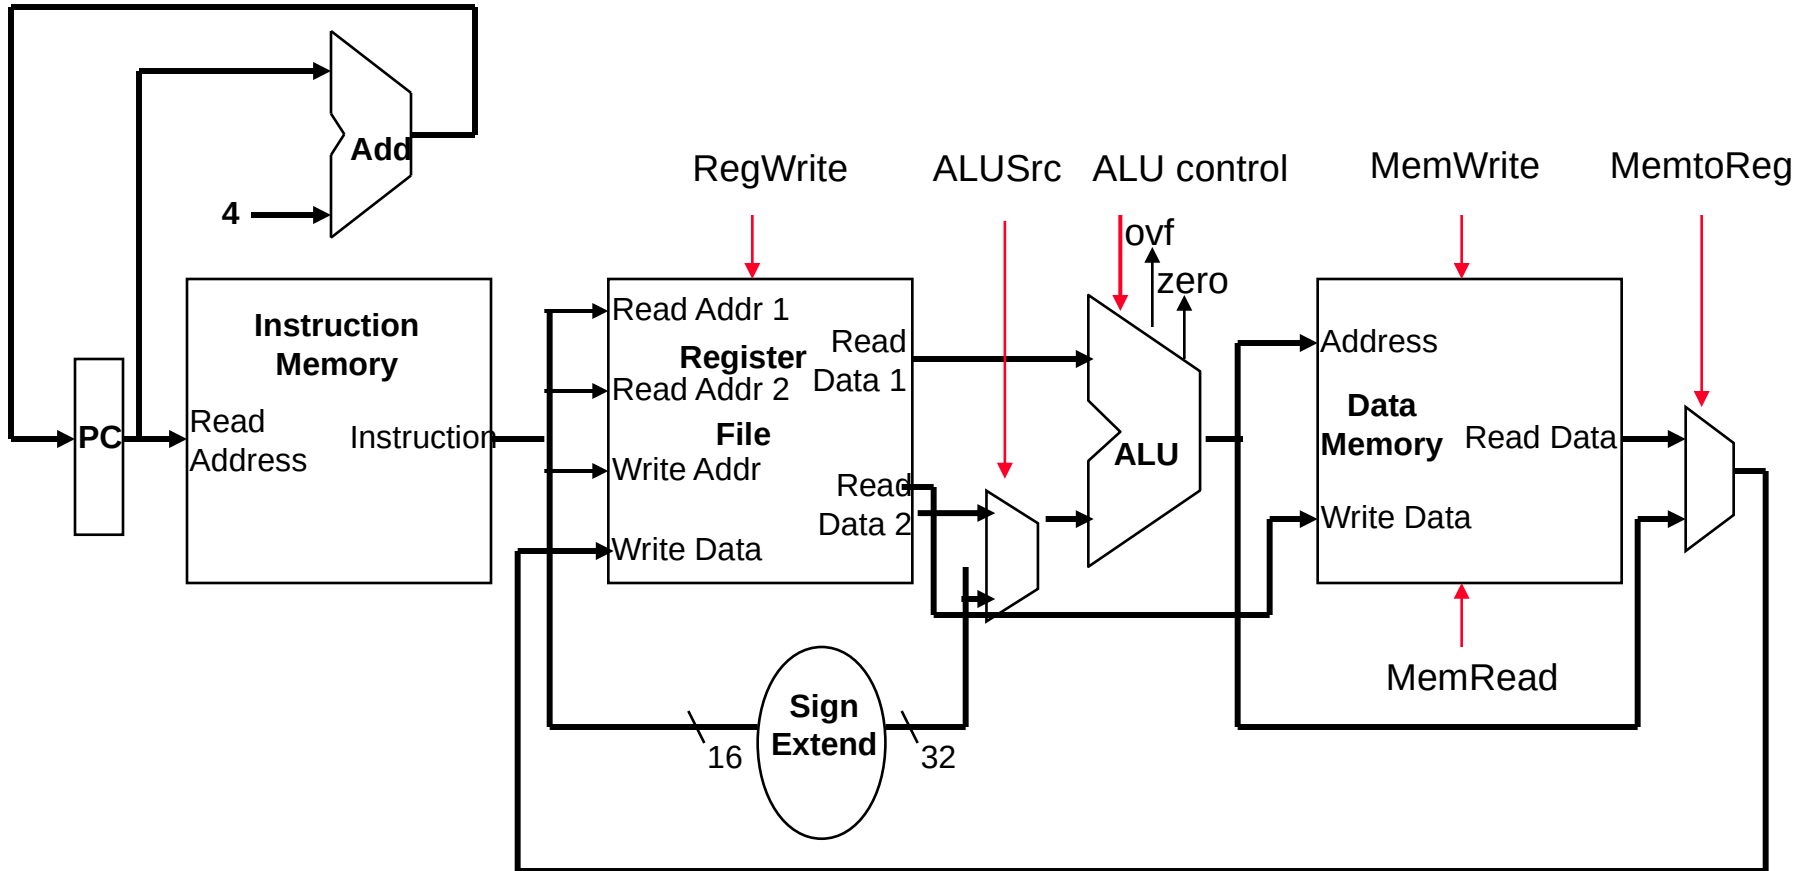 Add
4
RegWrite
ALUSrc
ALU control
MemWrite
MemtoReg
ovf
zero
Instruction
Memory
Read
Address
Instruction
PC
Read Addr 1
Register
Read Addr 2
File
Write Addr
Write Data
Read
Data 1
Read
Data 2
ALU
Address
Data
Memory
Read Data
Write Data
MemRead
Sign
Extend
16
32